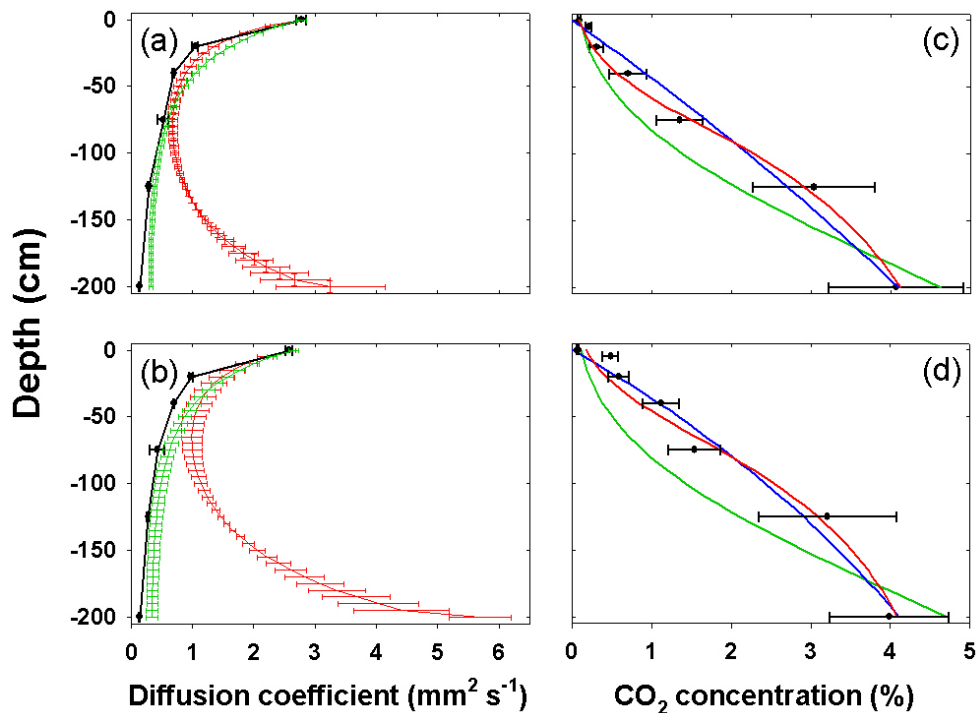 (a)
0
-50
-100
-150
-200
(c)
(b)
0
-50
-100
-150
-200
0 1 2 3 4 5 6
(d)
0 1 2 3 4 5
Depth (cm)
Diffusion coefficient (mm² s⁻¹)
CO₂ concentration (%)